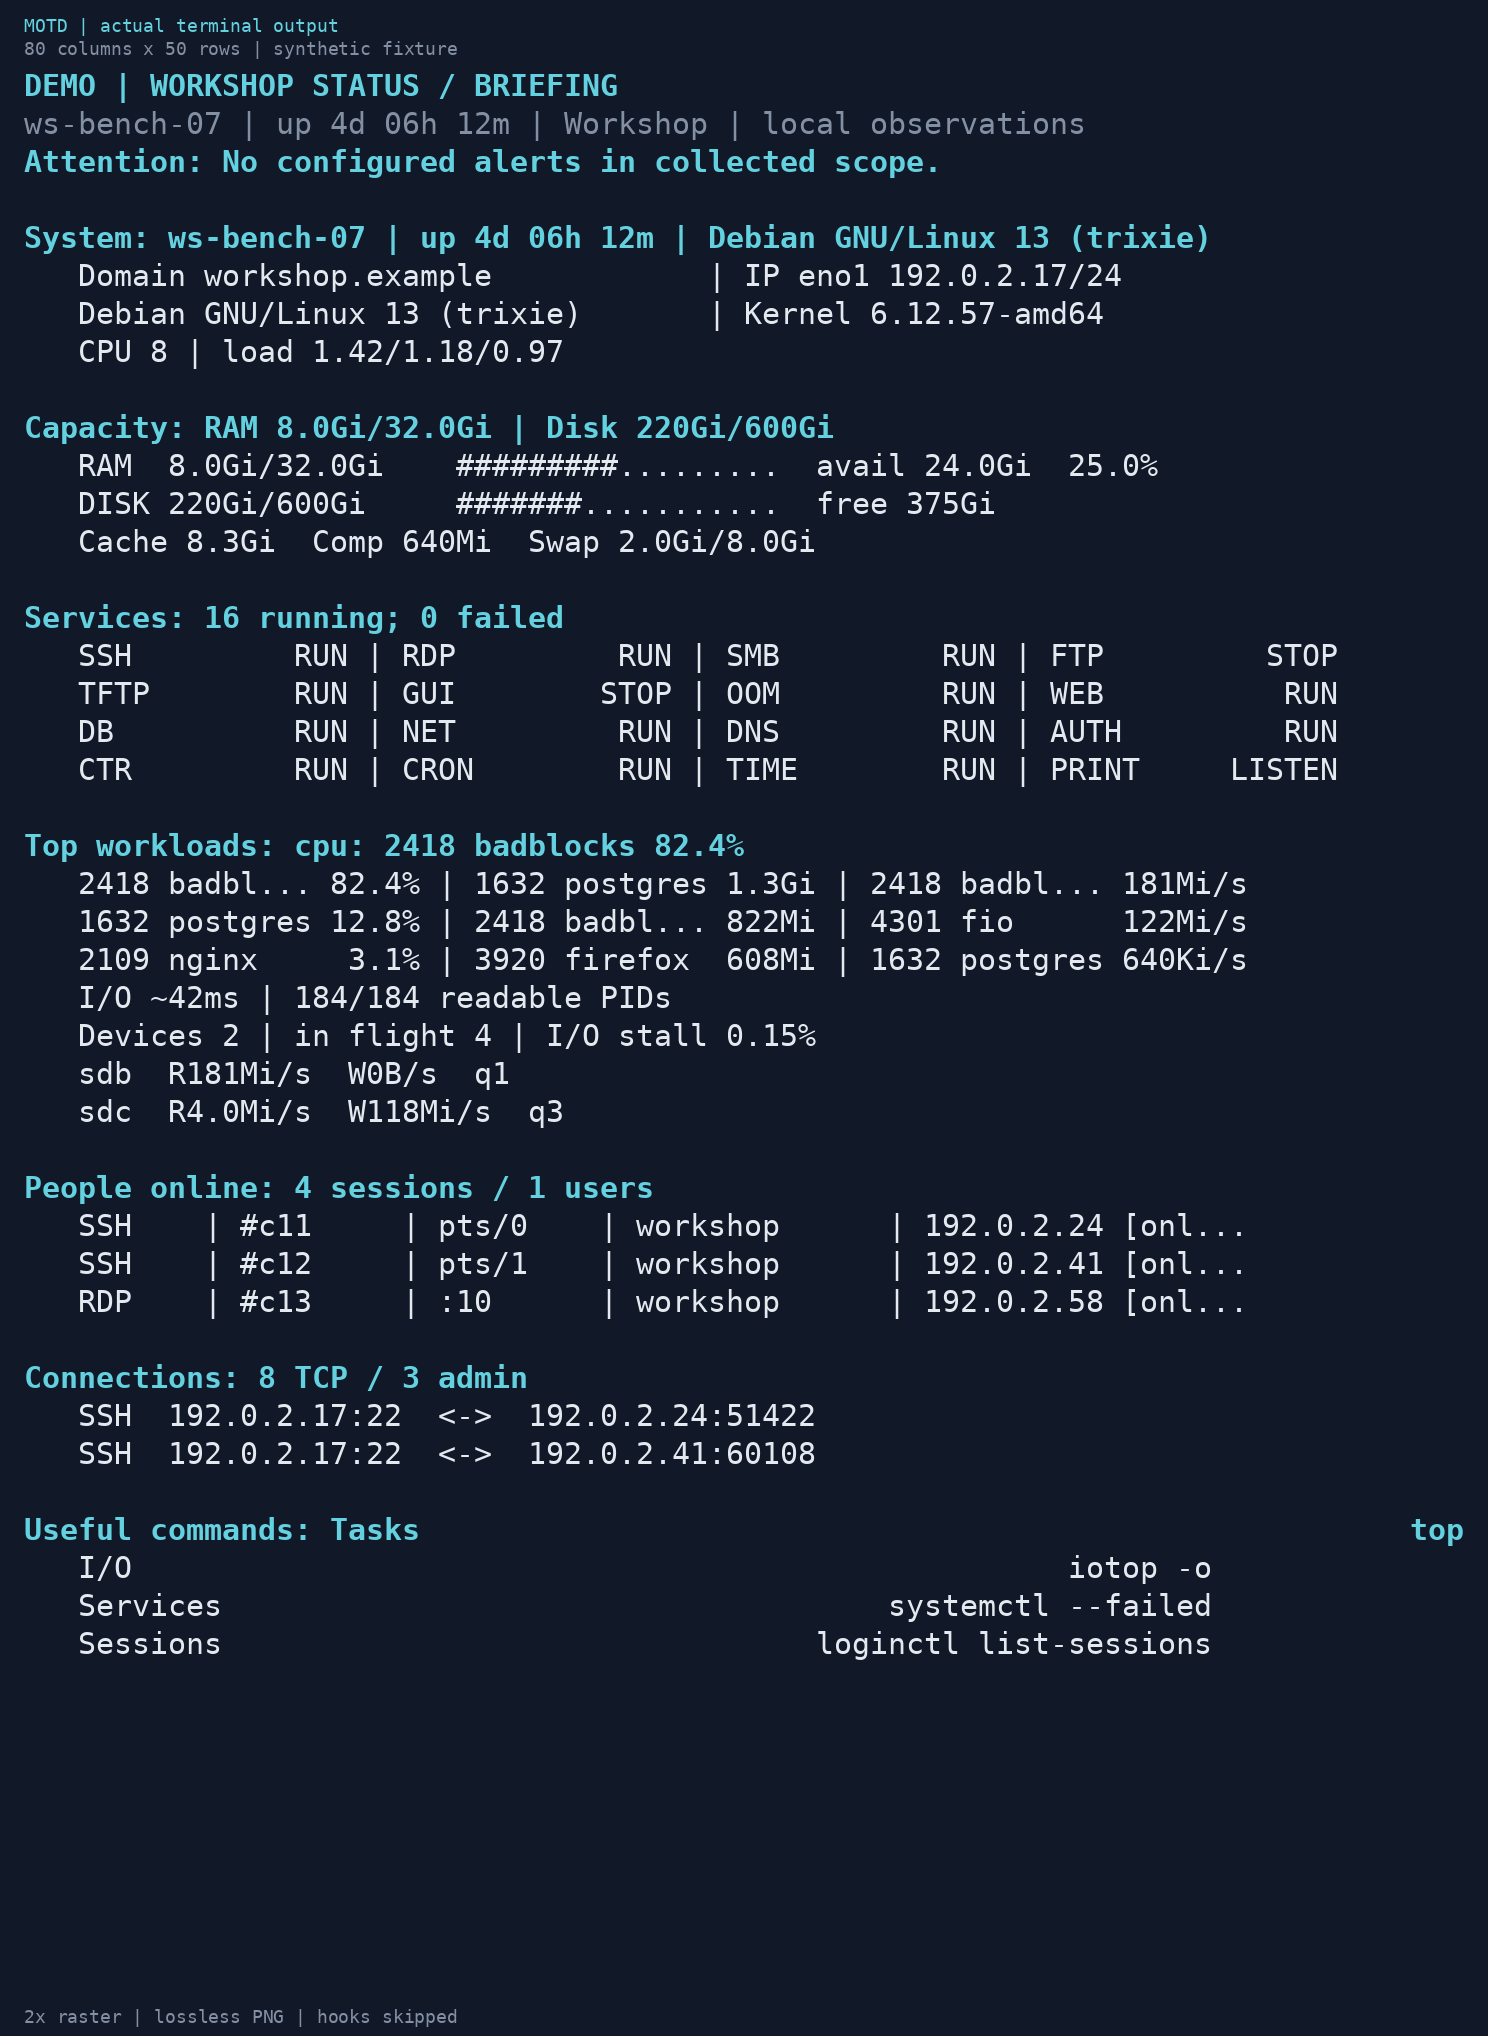 MOTD | actual terminal output
80 columns x 50 rows | synthetic fixture
DEMO | WORKSHOP STATUS / BRIEFING
ws-bench-07 | up 4d 06h 12m | Workshop | local observations
Attention: No configured alerts in collected scope.
System: ws-bench-07 | up 4d 06h 12m | Debian GNU/Linux 13 (trixie)
Domain workshop.example            | IP eno1 192.0.2.17/24
Debian GNU/Linux 13 (trixie)       | Kernel 6.12.57-amd64
CPU 8 | load 1.42/1.18/0.97
Capacity: RAM 8.0Gi/32.0Gi | Disk 220Gi/600Gi
RAM  8.0Gi/32.0Gi    #########.........  avail 24.0Gi  25.0%
DISK 220Gi/600Gi     #######...........  free 375Gi
Cache 8.3Gi  Comp 640Mi  Swap 2.0Gi/8.0Gi
Services: 16 running; 0 failed
SSH         RUN | RDP         RUN | SMB         RUN | FTP         STOP
TFTP        RUN | GUI        STOP | OOM         RUN | WEB          RUN
DB          RUN | NET         RUN | DNS         RUN | AUTH         RUN
CTR         RUN | CRON        RUN | TIME        RUN | PRINT     LISTEN
Top workloads: cpu: 2418 badblocks 82.4%
2418 badbl... 82.4% | 1632 postgres 1.3Gi | 2418 badbl... 181Mi/s
1632 postgres 12.8% | 2418 badbl... 822Mi | 4301 fio      122Mi/s
2109 nginx     3.1% | 3920 firefox  608Mi | 1632 postgres 640Ki/s
I/O ~42ms | 184/184 readable PIDs
Devices 2 | in flight 4 | I/O stall 0.15%
sdb  R181Mi/s  W0B/s  q1
sdc  R4.0Mi/s  W118Mi/s  q3
People online: 4 sessions / 1 users
SSH    | #c11     | pts/0    | workshop      | 192.0.2.24 [onl...
SSH    | #c12     | pts/1    | workshop      | 192.0.2.41 [onl...
RDP    | #c13     | :10      | workshop      | 192.0.2.58 [onl...
Connections: 8 TCP / 3 admin
SSH  192.0.2.17:22  <->  192.0.2.24:51422
SSH  192.0.2.17:22  <->  192.0.2.41:60108
Useful commands: Tasks                                                       top
I/O                                                    iotop -o
Services                                     systemctl --failed
Sessions                                 loginctl list-sessions
2x raster | lossless PNG | hooks skipped